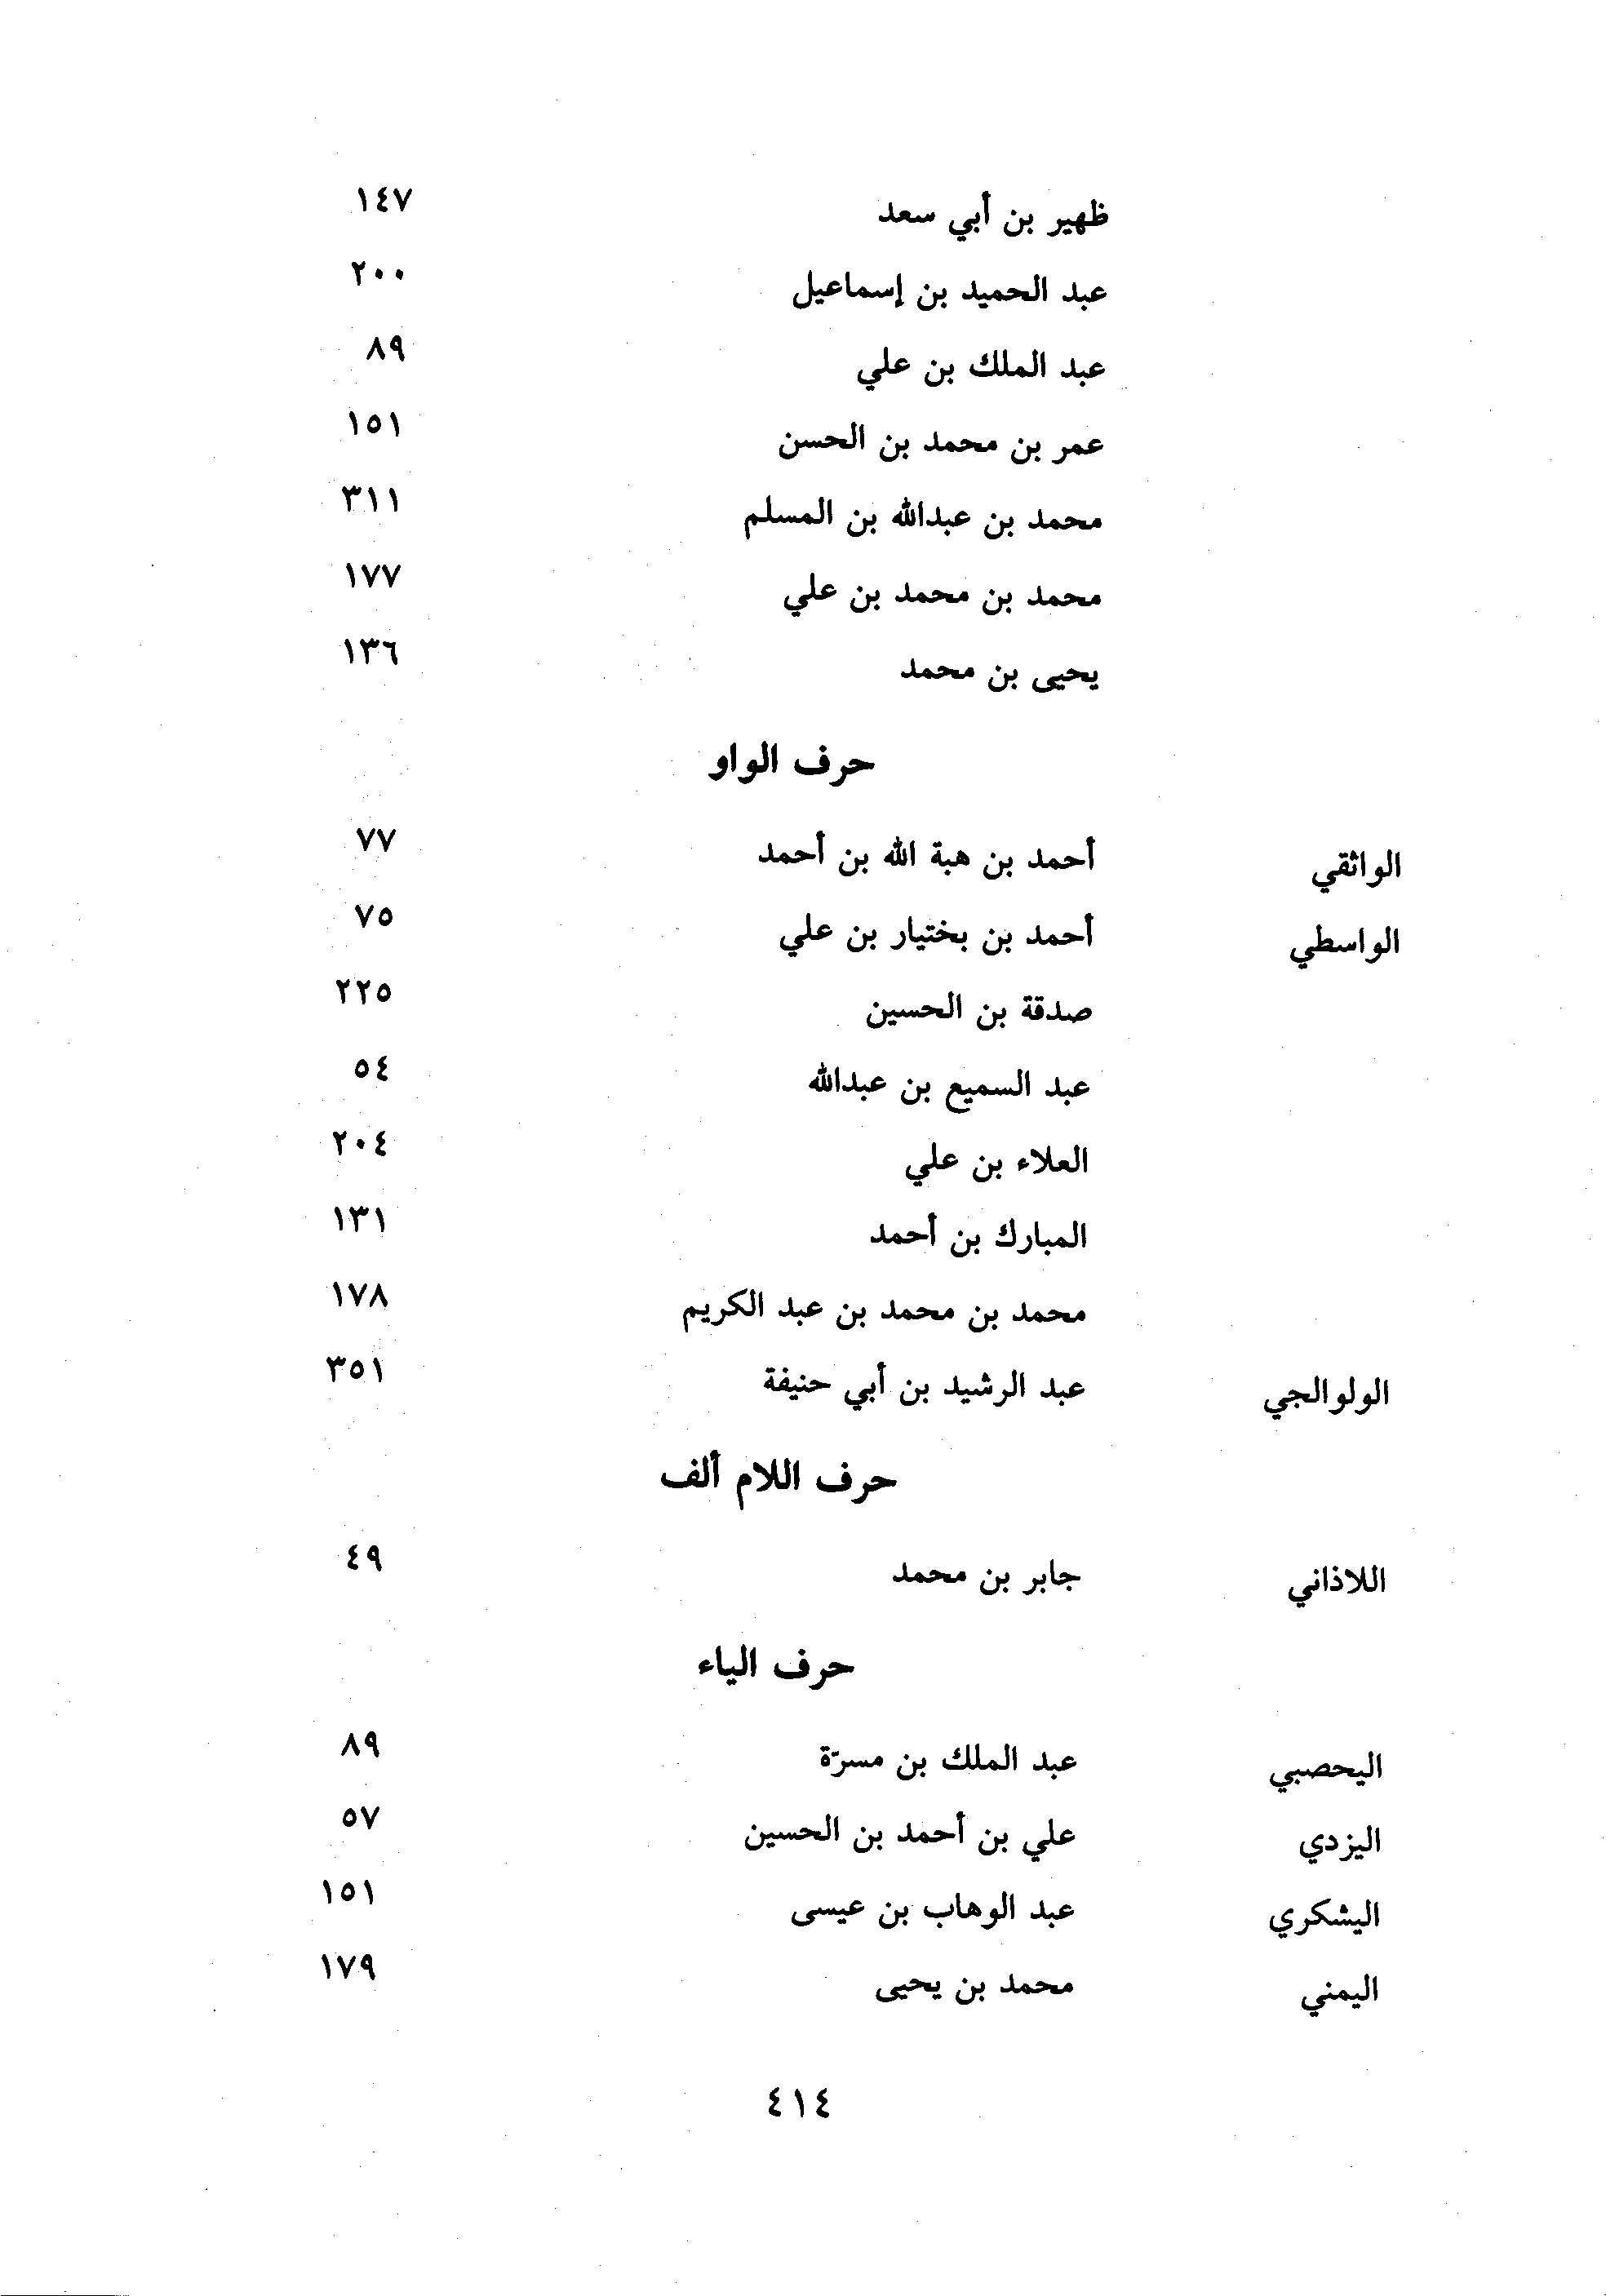 ظهير بن أبي سعد ١٤٧
عبد الحميد بن إسماعيل ٢٠٠
عبد الملك بن علي ٨٩
عمر بن محمد بن الحسن ١٥١
محمد بن عبدالله بن المسلم ٣١١
محمد بن محمد بن علي ١٧٧
يحيى بن محمد ١٣٦
حرف الواو
الواثقي أحمد بن هبة الله بن أحمد ٧٧
الواسطي أحمد بن بختيار بن علي ٧٥
صدقة بن الحسين ٢٢٥
عبد السميع بن عبدالله ٥٤
العلاء بن علي ٢٠٤
المبارك بن أحمد ١٣١
محمد بن محمد بن عبد الكريم ١٧٨
الولوالجي عبد الرشيد بن أبي حنيفة ٣٥١
حرف اللام ألف
اللاذاني جابر بن محمد ٤٩
حرف الياء
اليحصبي عبد الملك بن مسرّة ٨٩
اليزدي علي بن أحمد بن الحسين ٥٧
اليشكري عبد الوهاب بن عيسى ١٥١
اليمني محمد بن يحيى ١٧٩
٤١٤